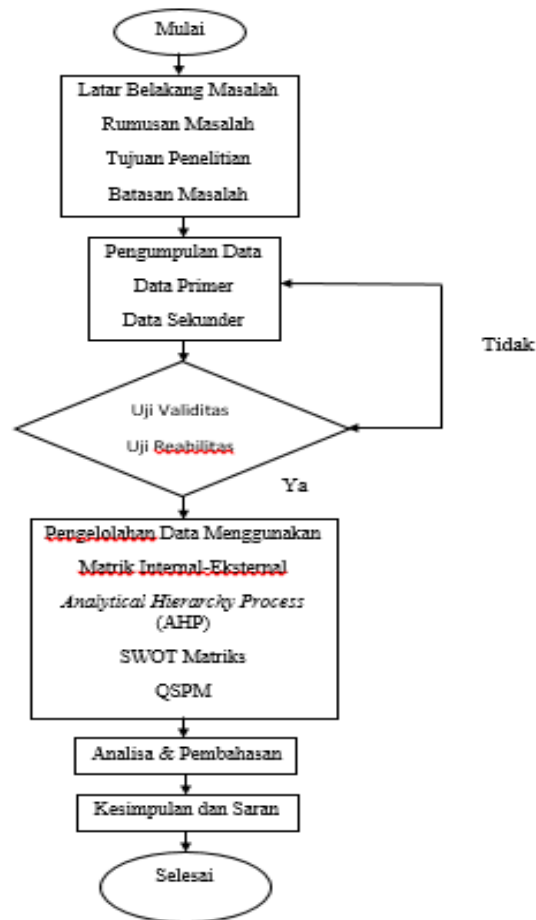 Mulai
Latar Belakang Masalah
Rumusan Masalah
Tujuan Penelitian
Batasan Masalah
Pengumpulan Data
Data Primer
Data Sekunder
Tidak
Uji Validitas
Uji Reabilitas
Ya
Pengelolahan Data Menggunakan
Matrik Internal-Eksternal
Analytical Hierarchy Process
(AHP)
SWOT Matriks
QSPM
Analisa & Pembahasan
Kesimpulan dan Saran
Selesai